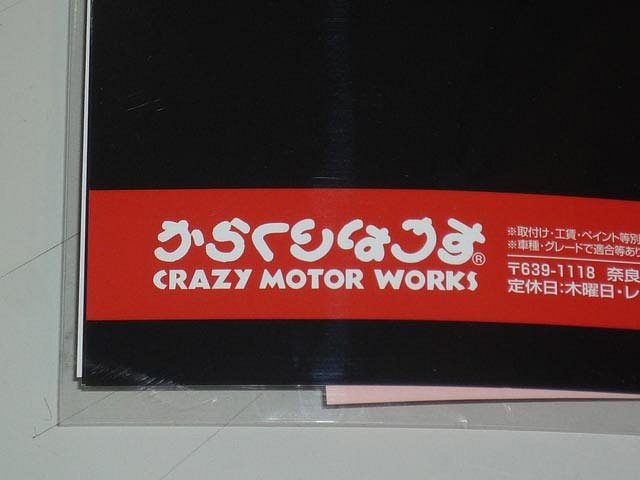 からくりはうす®
CRAZY MOTOR WORKS
※取付け・工賃・ペイント等別
※車種・グレードで適合等あり
〒639-1118 奈良
定休日:木曜日・レ